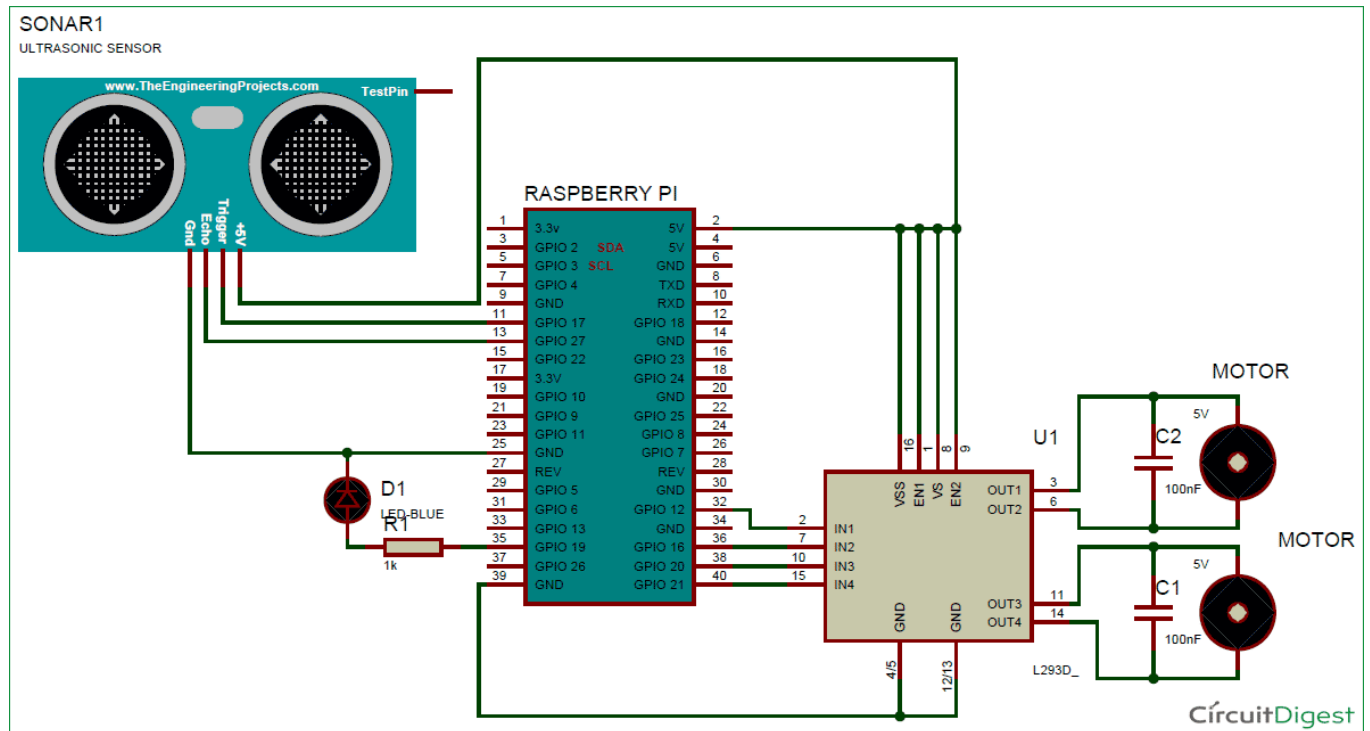 SONAR1
ULTRASONIC SENSOR
www.TheEngineeringProjects.com
TestPin
Gnd
Echo
Trigger
+5V
RASPBERRY PI
1 3.3v 5V 2
3 GPIO 2 SDA 5V 4
5 GPIO 3 SCL GND 6
7 GPIO 4 TXD 8
9 GND RXD 10
11 GPIO 17 GPIO 18 12
13 GPIO 27 GND 14
15 GPIO 22 GPIO 23 16
17 3.3V GPIO 24 18
19 GPIO 10 GND 20
21 GPIO 9 GPIO 25 22
23 GPIO 11 GPIO 8 24
25 GND GPIO 7 26
27 REV REV 28
29 GPIO 5 GND 30
31 GPIO 6 GPIO 12 32
33 GPIO 13 GND 34
35 GPIO 19 GPIO 16 36
37 GPIO 26 GPIO 20 38
39 GND GPIO 21 40
D1
LED-BLUE
R1
1k
U1
16 1 8 9
VSS EN1 VS EN2
2 IN1
7 IN2
10 IN3
15 IN4
OUT1 3
OUT2 6
OUT3 11
OUT4 14
GND GND
4/5 12/13
L293D_
MOTOR
5V
C2
100nF
MOTOR
5V
C1
100nF
CírcuitDigest